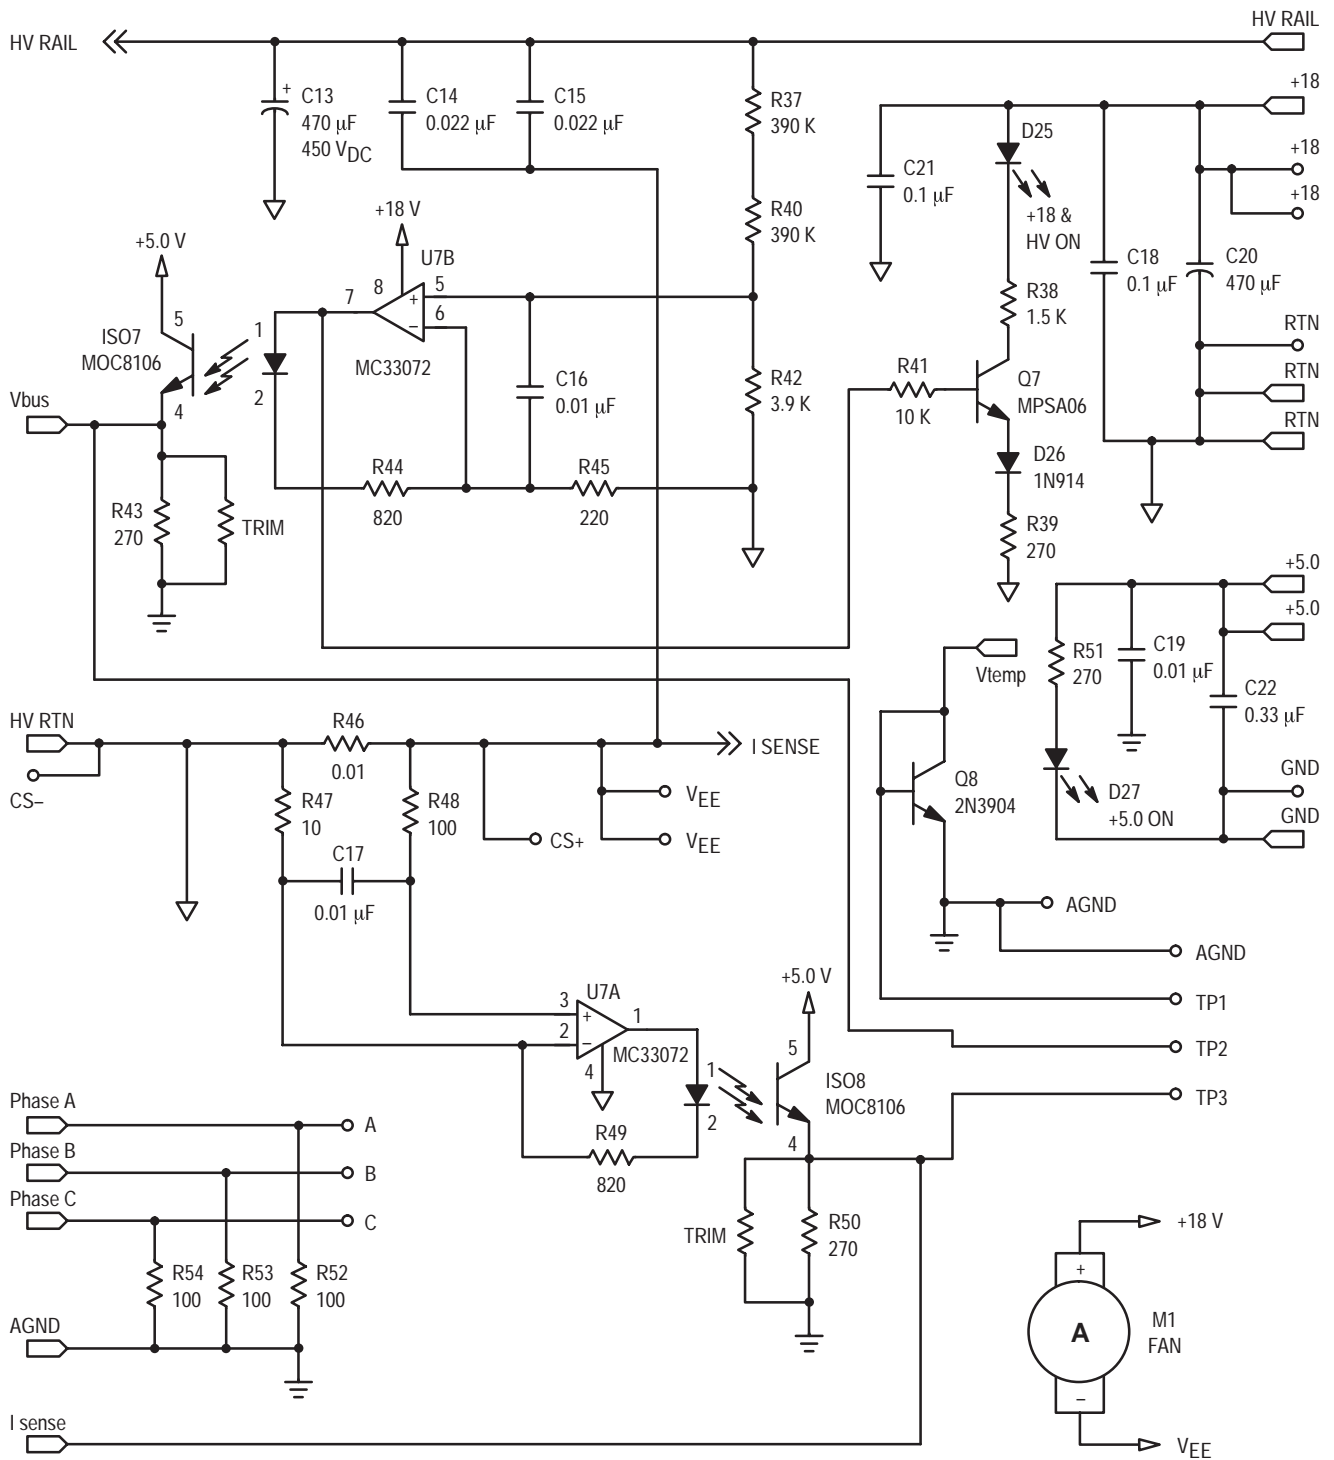 HV RAIL
HV RAIL
+
C13
470 μF
450 VDC
C14
0.022 μF
C15
0.022 μF
R37
390 K
R40
390 K
R42
3.9 K
+18
+18
+18
D25
+18 &
HV ON
C21
0.1 μF
C18
0.1 μF
C20
470 μF
R38
1.5 K
RTN
RTN
RTN
R41
10 K
Q7
MPSA06
D26
1N914
R39
270
+5.0 V
+18 V
U7B
7
8
5
6
+
−
MC33072
ISO7
MOC8106
5
4
1
2
C16
0.01 μF
Vbus
R43
270
TRIM
R44
820
R45
220
+5.0
+5.0
R51
270
C19
0.01 μF
C22
0.33 μF
D27
+5.0 ON
GND
GND
Vtemp
Q8
2N3904
AGND
AGND
TP1
TP2
TP3
HV RTN
CS–
R46
0.01
I SENSE
R47
10
R48
100
C17
0.01 μF
CS+
VEE
VEE
U7A
3
2
1
4
+
−
MC33072
+5.0 V
1
2
5
4
ISO8
MOC8106
R49
820
TRIM
R50
270
Phase A
A
Phase B
B
Phase C
C
R54
100
R53
100
R52
100
AGND
I sense
+18 V
+
A
−
M1
FAN
VEE